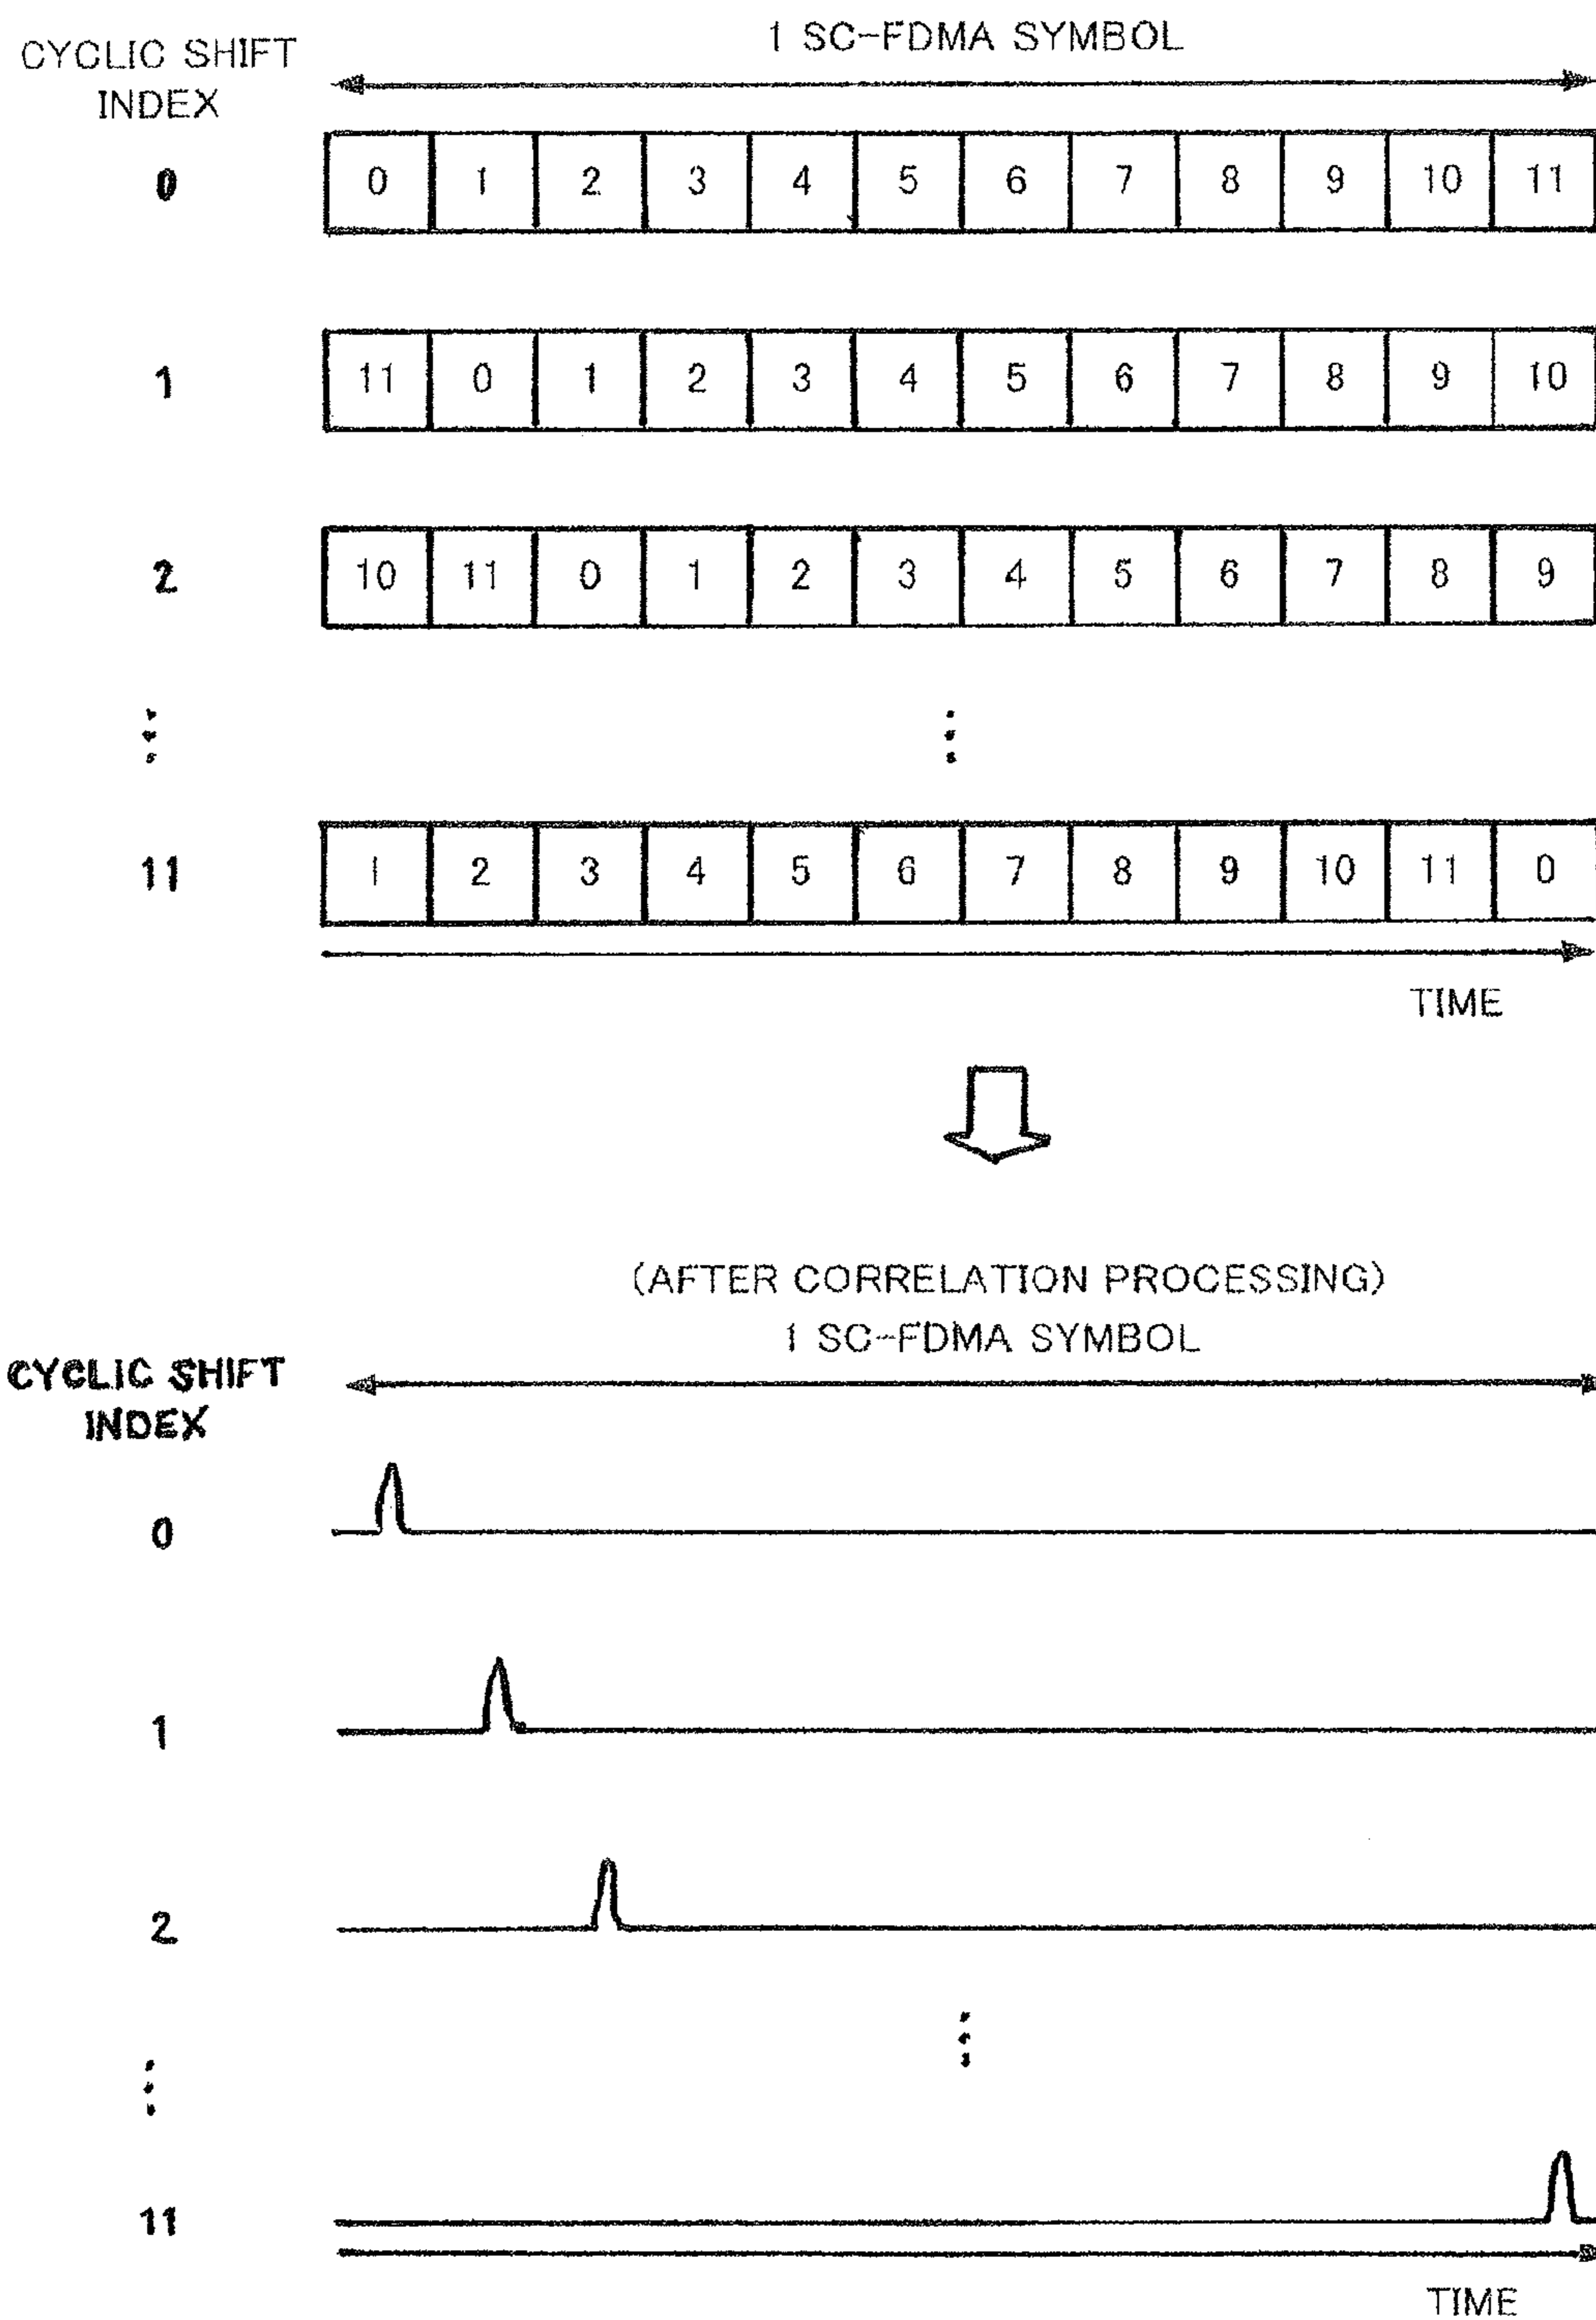 1 SC-FDMA SYMBOL
CYCLIC SHIFT
INDEX
0 0 1 2 3 4 5 6 7 8 9 10 11
1 11 0 1 2 3 4 5 6 7 8 9 10
2 10 11 0 1 2 3 4 5 6 7 8 9
11 1 2 3 4 5 6 7 8 9 10 11 0
TIME
(AFTER CORRELATION PROCESSING)
1 SC-FDMA SYMBOL
CYCLIC SHIFT
INDEX
0
1
2
11
TIME